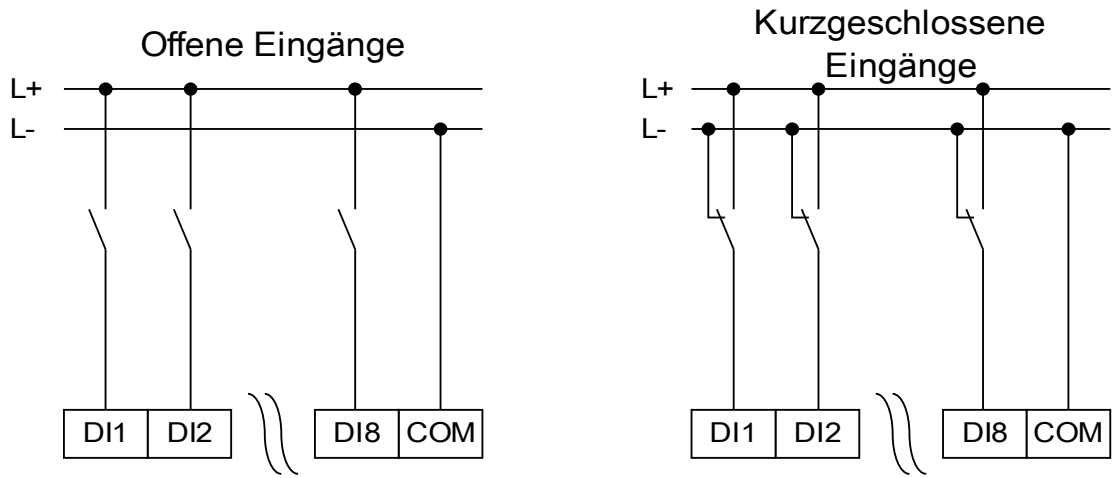 Offene Eingänge
L+
L-
DI1 DI2 DI8 COM
Kurzgeschlossene
Eingänge
L+
L-
DI1 DI2 DI8 COM